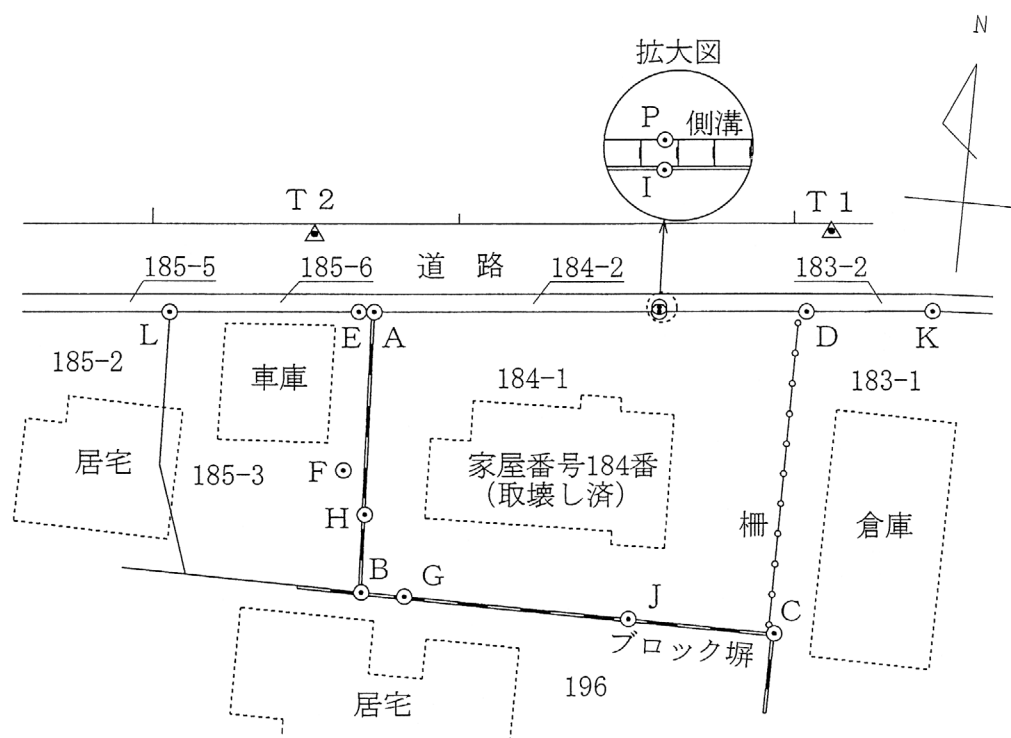 N
拡大図
P
側溝
I
T2
T1
185-5
185-6
道 路
184-2
183-2
L
E
A
D
K
185-2
車庫
184-1
183-1
居宅
185-3
F
家屋番号184番
(取壊し済)
H
柵
倉庫
B
G
J
C
ブロック塀
196
居宅